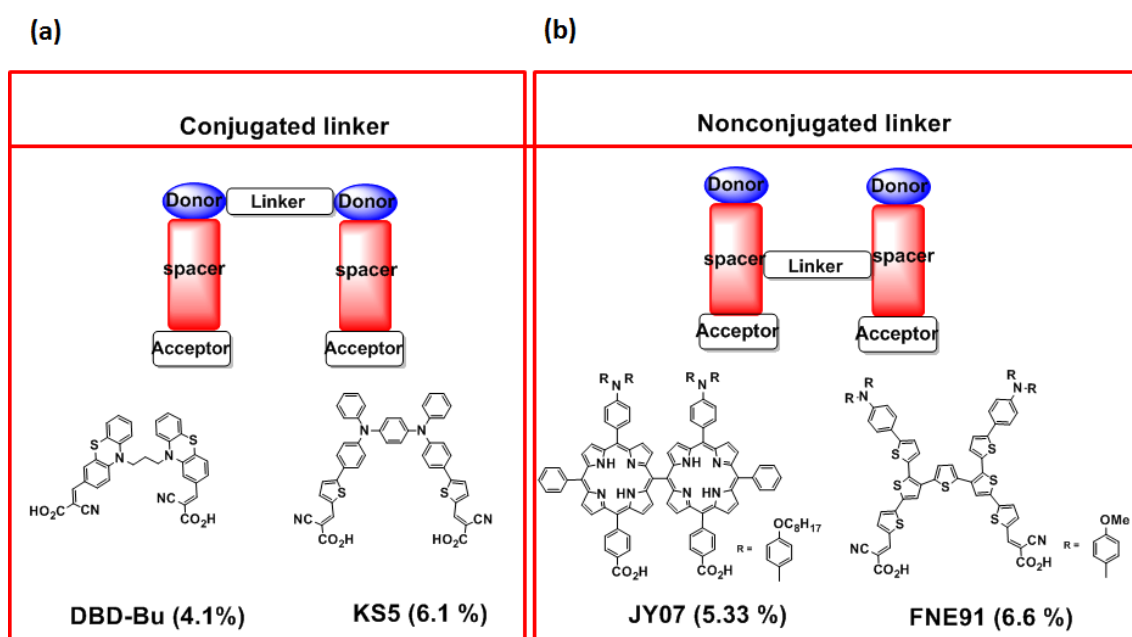 (a)
(b)
Conjugated linker
Nonconjugated linker
Donor
Linker
Donor
spacer
spacer
Acceptor
Acceptor
Donor
Donor
spacer
Linker
spacer
Acceptor
Acceptor
S
N
N
S
HO₂C
CN
NC
CO₂H
N
N
S
S
NC
CO₂H
CN
HO₂C
R R
N
R R
N
NH N
N HN
NH N
N HN
CO₂H
CO₂H
R =
OC₈H₁₇
R
N-R
R
N-R
S
S
S
S
S
S
S
NC
CO₂H
CN
CO₂H
R =
OMe
DBD-Bu (4.1%)
KS5 (6.1 %)
JY07 (5.33 %)
FNE91 (6.6 %)